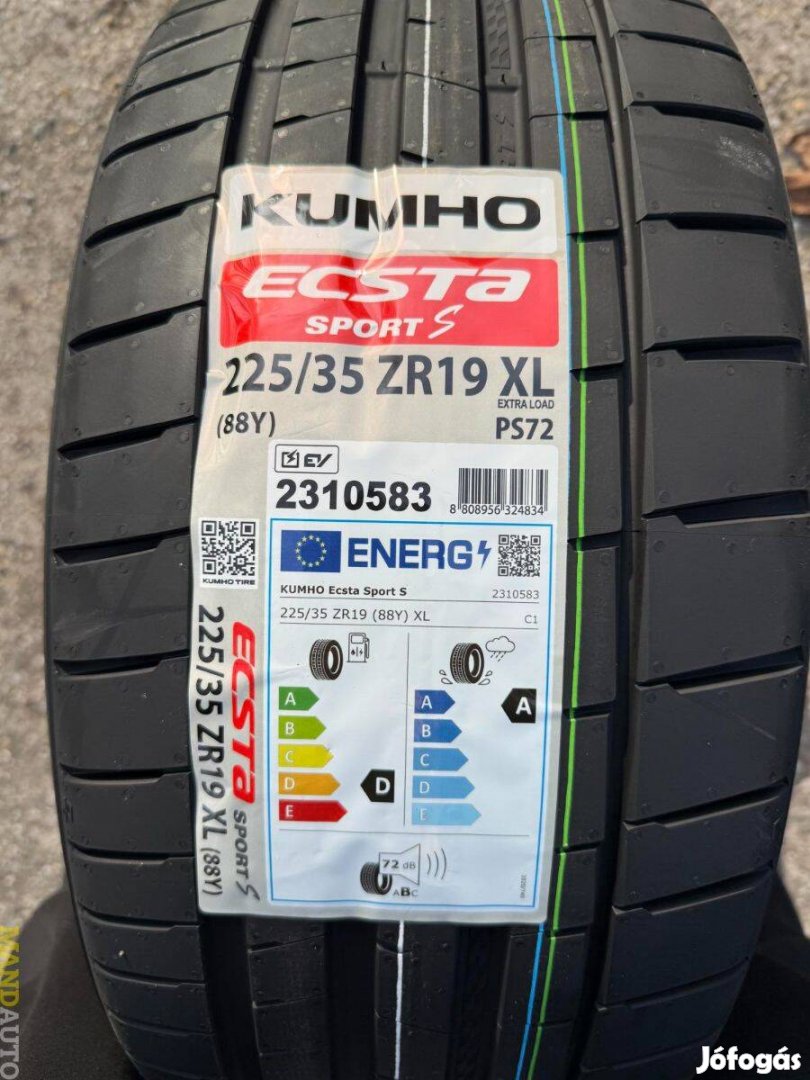 KUMHO
ECSTa
SPORT S
225/35 ZR19 XL
EXTRA LOAD
(88Y)
PS72
EV
2310583
8 808956 324834
KUMHO TIRE
ENERG
KUMHO Ecsta Sport S
2310583
225/35 ZR19 (88Y) XL
C1
A
B
C
D
E
D
A
B
C
D
E
A
72 dB
ABC
ECSTa SPORT S
225/35 ZR19 XL (88Y)
MANDAUTO
Jófogás